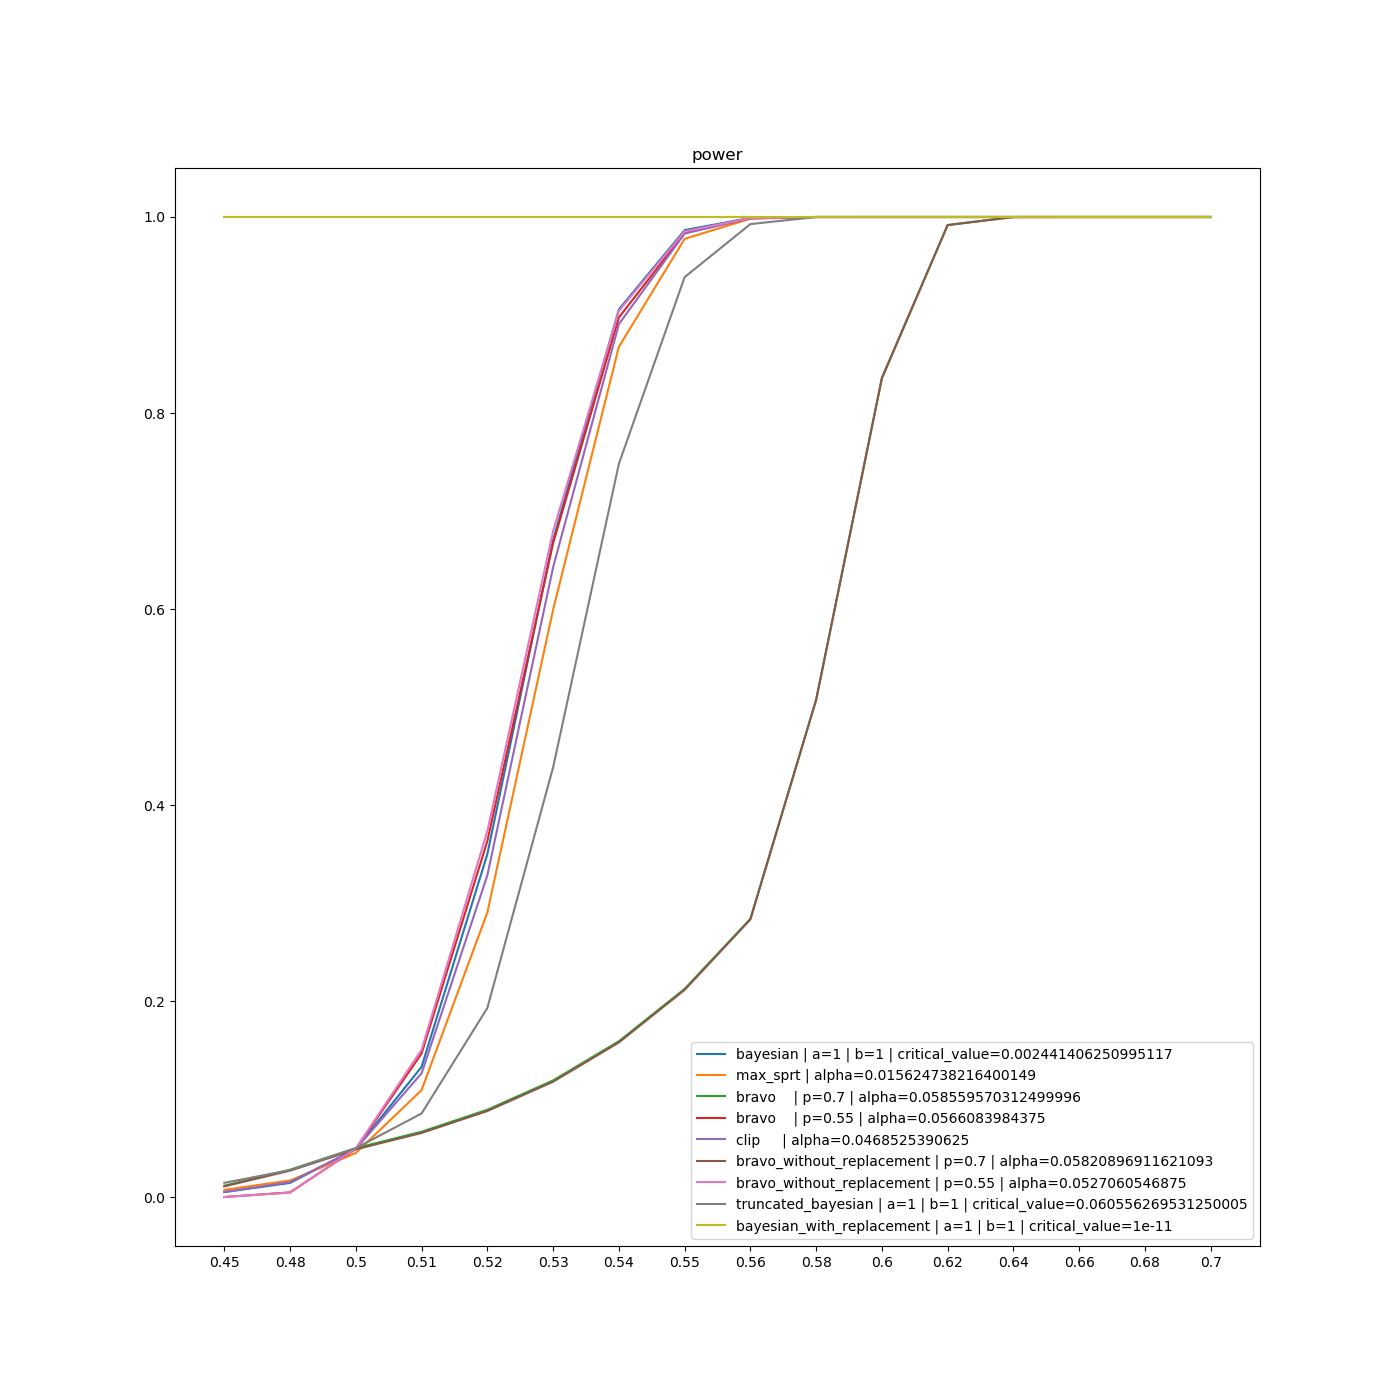 power
1.0
0.8
0.6
0.4
0.2
0.0
bayesian | a=1 | b=1 | critical_value=0.002441406250995117
max_sprt | alpha=0.015624738216400149
bravo    | p=0.7 | alpha=0.058559570312499996
bravo    | p=0.55 | alpha=0.0566083984375
clip     | alpha=0.0468525390625
bravo_without_replacement | p=0.7 | alpha=0.05820896911621093
bravo_without_replacement | p=0.55 | alpha=0.0527060546875
truncated_bayesian | a=1 | b=1 | critical_value=0.060556269531250005
bayesian_with_replacement | a=1 | b=1 | critical_value=1e-11
0.45 0.48 0.5 0.51 0.52 0.53 0.54 0.55 0.56 0.58 0.6 0.62 0.64 0.66 0.68 0.7